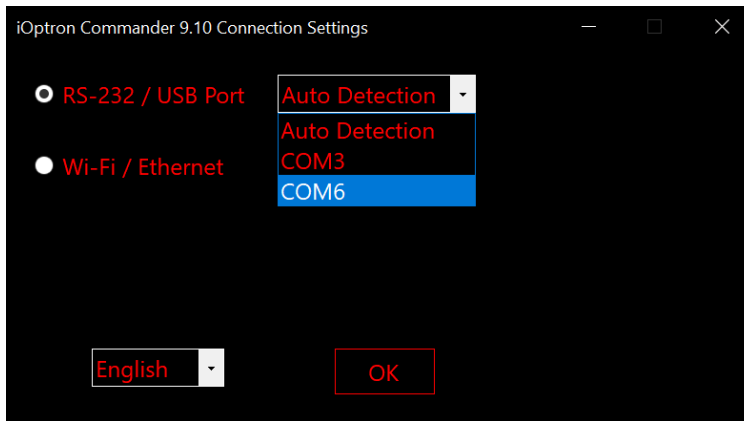 iOptron Commander 9.10 Connection Settings
RS-232 / USB Port
Auto Detection
Auto Detection
COM3
COM6
Wi-Fi / Ethernet
English
OK